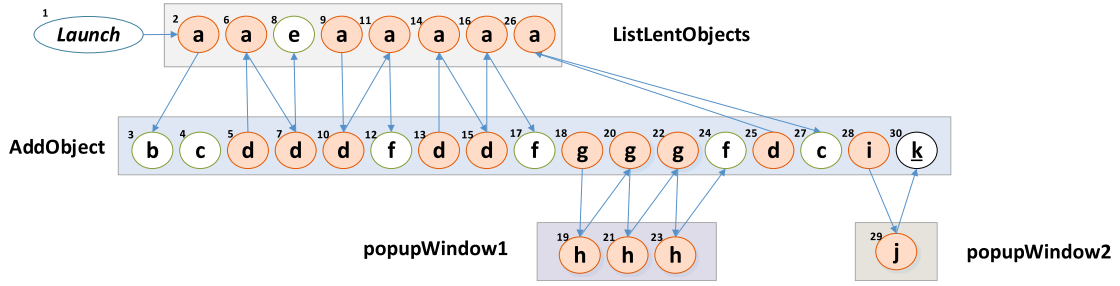 1
Launch
2 6 8 9 11 14 16 26
a a e a a a a a
ListLentObjects
AddObject
3 4 5 7 10 12 13 15 17 18 20 22 24 25 27 28 30
b c d d d f d d f g g g f d c i k
popupWindow1
19 21 23
h h h
29
j
popupWindow2